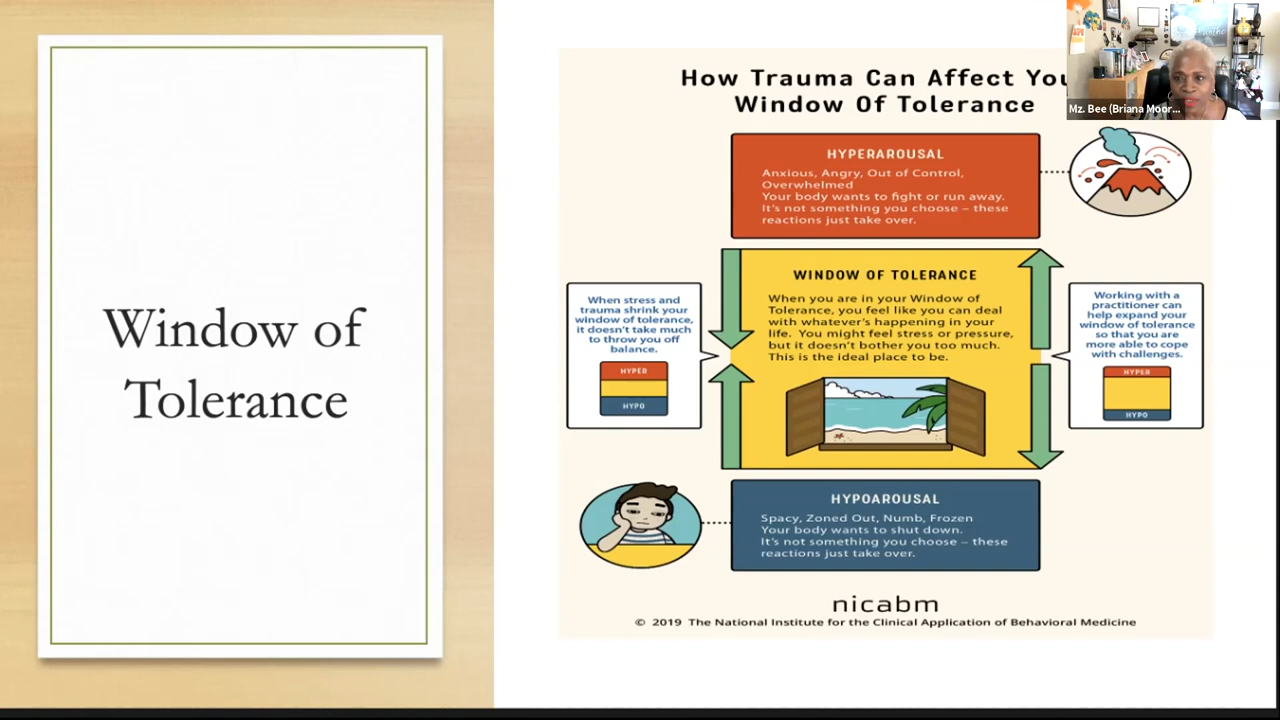 Window of
Tolerance
How Trauma Can Affect You
Window Of Tolerance
Mz. Bee (Briana Moor...
HYPERAROUSAL
Anxious, Angry, Out of Control,
Overwhelmed
Your body wants to fight or run away.
It's not something you choose – these
reactions just take over.
When stress and
trauma shrink your
window of tolerance,
it doesn't take much
to throw you off
balance.
HYPER
HYPO
WINDOW OF TOLERANCE
When you are in your Window of
Tolerance, you feel like you can deal
with whatever's happening in your
life. You might feel stress or pressure,
but it doesn't bother you too much.
This is the ideal place to be.
Working with a
practitioner can
help expand your
window of tolerance
so that you are
more able to cope
with challenges.
HYPER
HYPO
HYPOAROUSAL
Spacy, Zoned Out, Numb, Frozen
Your body wants to shut down.
It's not something you choose – these
reactions just take over.
nicabm
© 2019 The National Institute for the Clinical Application of Behavioral Medicine